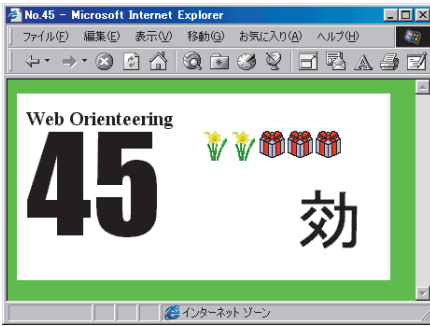 No.45 - Microsoft Internet Explorer
ファイル(F) 編集(E) 表示(V) 移動(G) お気に入り(A) ヘルプ(H)
Web Orienteering
45
効
インターネット ゾーン